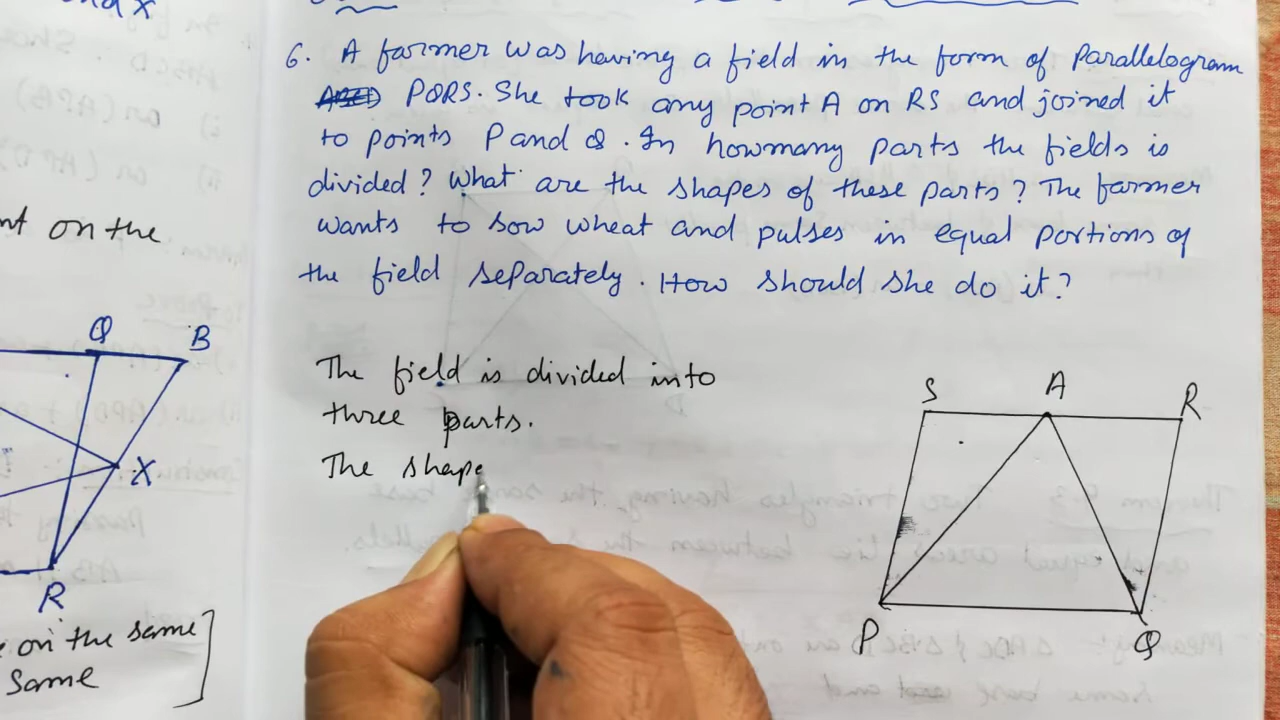 6. A farmer was having a field in the form of Parallelogram
PQRS. She took any point A on RS and joined it
to points P and Q. In howmany parts the fields is
divided? What are the shapes of these parts? The farmer
wants to sow wheat and pulses in equal portions of
the field separately. How should she do it?
The field is divided into
three parts.
The shape
S A R
P Q
nt on the
Q B
X
R
on the same
same